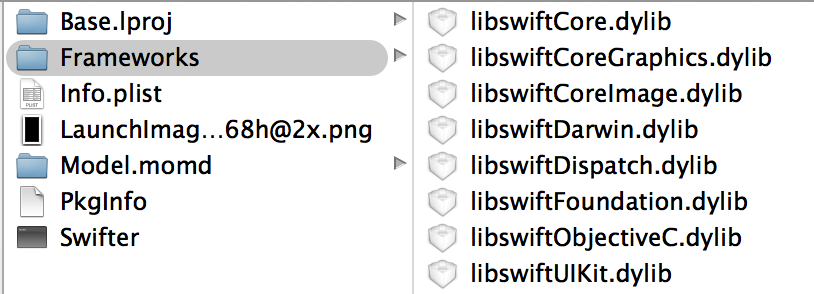 Base.lproj
Frameworks
Info.plist
LaunchImag...68h@2x.png
Model.momd
PkgInfo
Swifter
libswiftCore.dylib
libswiftCoreGraphics.dylib
libswiftCoreImage.dylib
libswiftDarwin.dylib
libswiftDispatch.dylib
libswiftFoundation.dylib
libswiftObjectiveC.dylib
libswiftUIKit.dylib